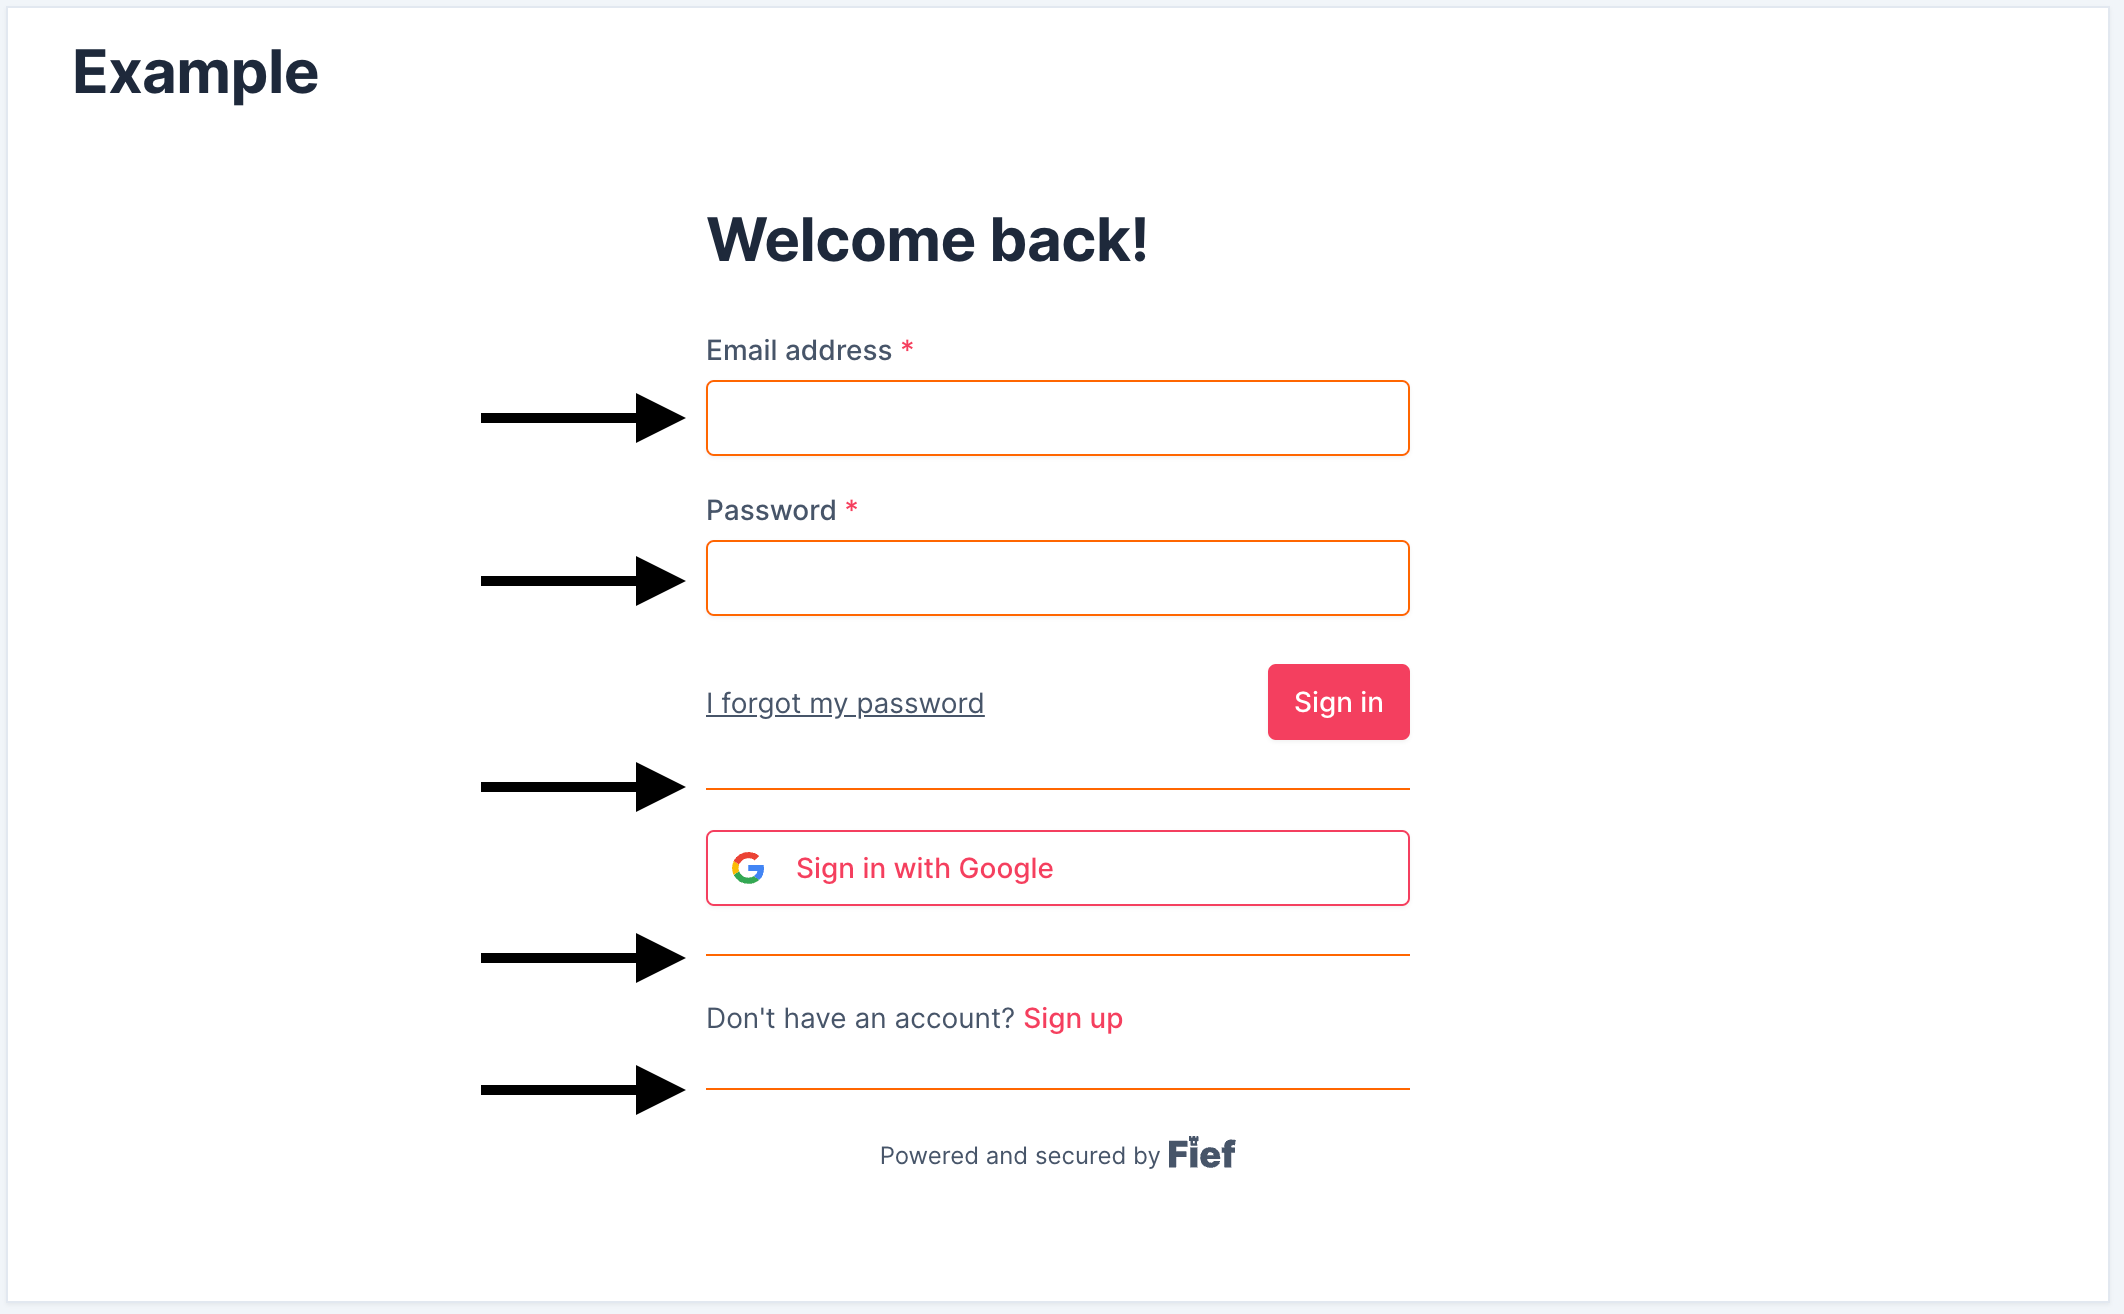 Example
Welcome back!
Email address *
Password *
I forgot my password
Sign in
Sign in with Google
Don't have an account? Sign up
Powered and secured by Fief